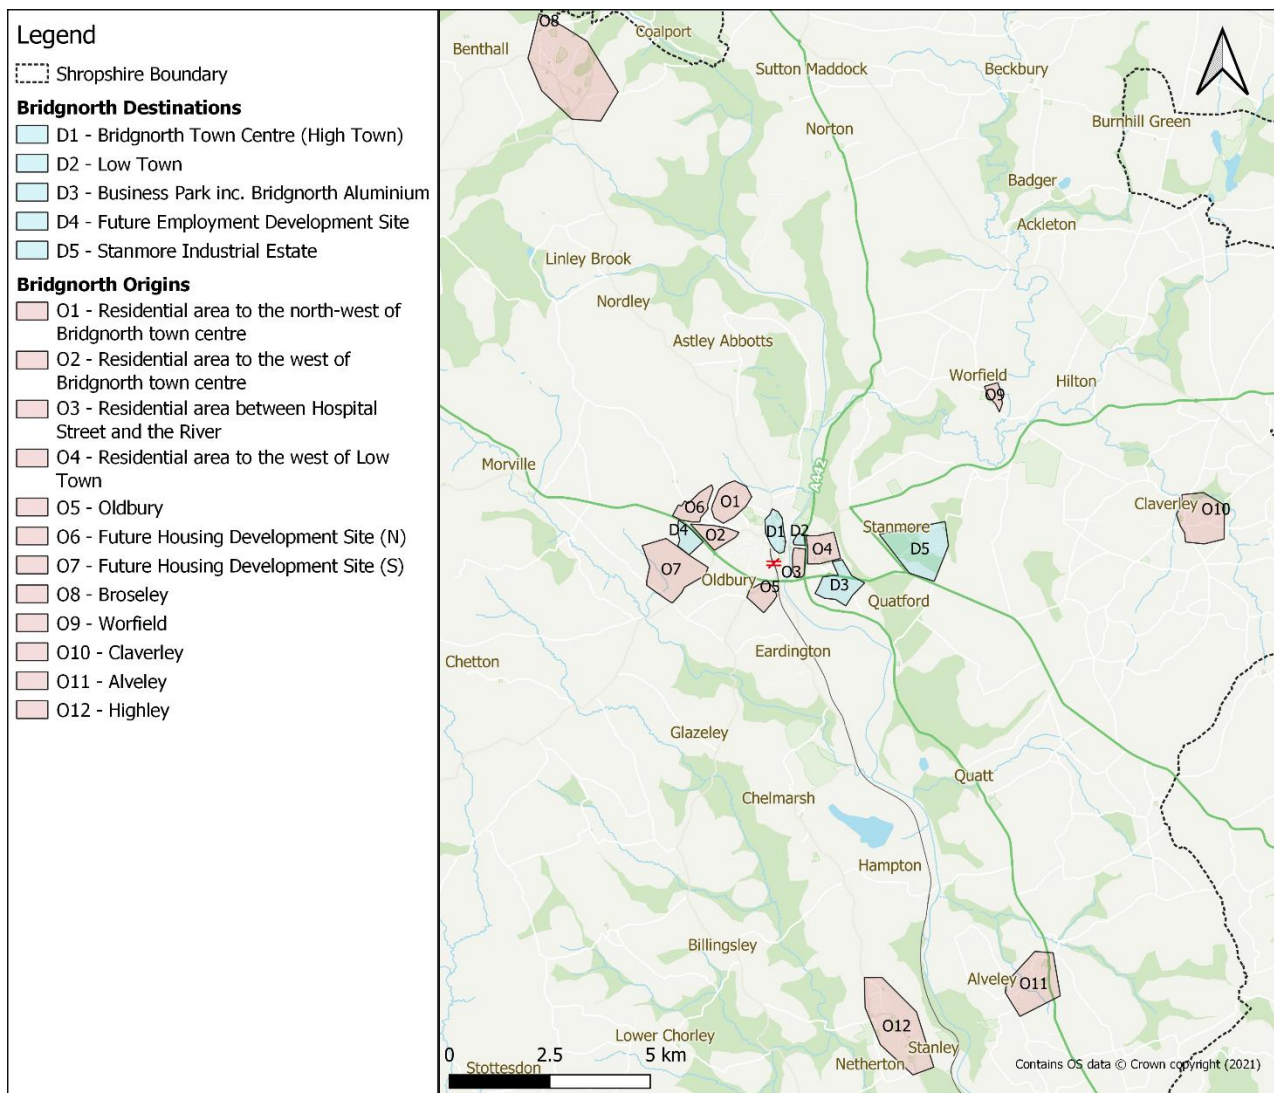 Legend
Shropshire Boundary
Bridgnorth Destinations
D1 - Bridgnorth Town Centre (High Town)
D2 - Low Town
D3 - Business Park inc. Bridgnorth Aluminium
D4 - Future Employment Development Site
D5 - Stanmore Industrial Estate
Bridgnorth Origins
O1 - Residential area to the north-west of
Bridgnorth town centre
O2 - Residential area to the west of
Bridgnorth town centre
O3 - Residential area between Hospital
Street and the River
O4 - Residential area to the west of Low
Town
O5 - Oldbury
O6 - Future Housing Development Site (N)
O7 - Future Housing Development Site (S)
O8 - Broseley
O9 - Worfield
O10 - Claverley
O11 - Alveley
O12 - Highley
O8
Coalport
Benthall
Sutton Maddock
Beckbury
Burnhill Green
Norton
Badger
Ackleton
Linley Brook
Nordley
Astley Abbotts
Worfield
Hilton
O9
Morville
A442
Claverley
O10
O6
O1
Stanmore
D4
O2
D1
D2
O4
D5
O7
Oldbury
O3
O5
D3
Quatford
Eardington
Chetton
Glazeley
Quatt
Chelmarsh
Hampton
Billingsley
Alveley
O11
O12
Lower Chorley
Stanley
Netherton
0 2.5 5 km
Stottesdon
Contains OS data © Crown copyright (2021)